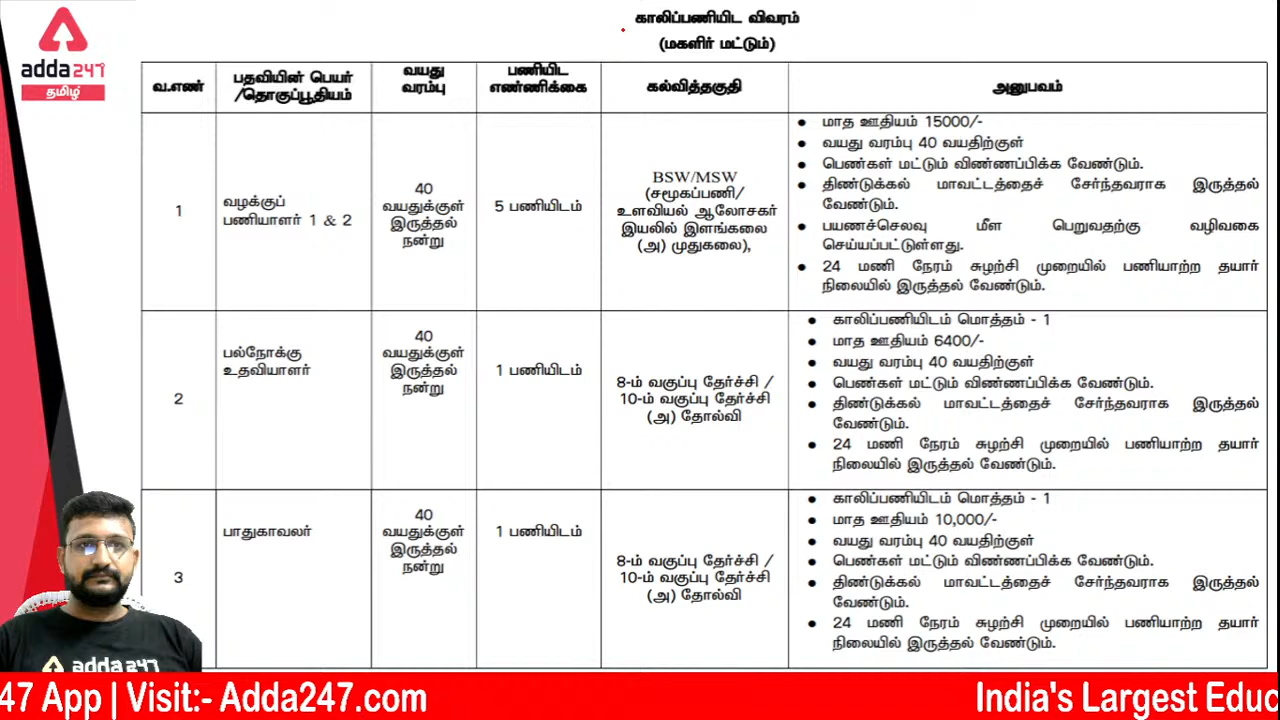 adda247
தமிழ்
காலிப்பணியிட விவரம்
(மகளிர் மட்டும்)
வ.எண்
பதவியின் பெயர்
/தொகுப்பூதியம்
வயது
வரம்பு
பணியிட
எண்ணிக்கை
கல்வித்தகுதி
அனுபவம்
1
வழக்குப்
பணியாளர் 1 & 2
40
வயதுக்குள்
இருத்தல்
நன்று
5 பணியிடம்
BSW/MSW
(சமூகப்பணி/
உளவியல் ஆலோசகர்
இயலில் இளங்கலை
(அ) முதுகலை),
• மாத ஊதியம் 15000/-
• வயது வரம்பு 40 வயதிற்குள்
• பெண்கள் மட்டும் விண்ணப்பிக்க வேண்டும்.
• திண்டுக்கல் மாவட்டத்தைச் சேர்ந்தவராக இருத்தல்
வேண்டும்.
• பயணச்செலவு மீள பெறுவதற்கு வழிவகை
செய்யப்பட்டுள்ளது.
• 24 மணி நேரம் சுழற்சி முறையில் பணியாற்ற தயார்
நிலையில் இருத்தல் வேண்டும்.
2
பல்நோக்கு
உதவியாளர்
40
வயதுக்குள்
இருத்தல்
நன்று
1 பணியிடம்
8-ம் வகுப்பு தேர்ச்சி /
10-ம் வகுப்பு தேர்ச்சி
(அ) தோல்வி
• காலிப்பணியிடம் மொத்தம் - 1
• மாத ஊதியம் 6400/-
• வயது வரம்பு 40 வயதிற்குள்
• பெண்கள் மட்டும் விண்ணப்பிக்க வேண்டும்.
• திண்டுக்கல் மாவட்டத்தைச் சேர்ந்தவராக இருத்தல்
வேண்டும்.
• 24 மணி நேரம் சுழற்சி முறையில் பணியாற்ற தயார்
நிலையில் இருத்தல் வேண்டும்.
3
பாதுகாவலர்
40
வயதுக்குள்
இருத்தல்
நன்று
1 பணியிடம்
8-ம் வகுப்பு தேர்ச்சி /
10-ம் வகுப்பு தேர்ச்சி
(அ) தோல்வி
• காலிப்பணியிடம் மொத்தம் - 1
• மாத ஊதியம் 10,000/-
• வயது வரம்பு 40 வயதிற்குள்
• பெண்கள் மட்டும் விண்ணப்பிக்க வேண்டும்.
• திண்டுக்கல் மாவட்டத்தைச் சேர்ந்தவராக இருத்தல்
வேண்டும்.
• 24 மணி நேரம் சுழற்சி முறையில் பணியாற்ற தயார்
நிலையில் இருத்தல் வேண்டும்.
adda247
47 App | Visit:- Adda247.com
India's Largest Educ